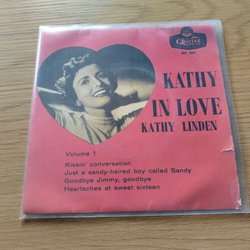 KATHY
IN LOVE
KATHY LINDEN
Volume 1
Kissin' conversation
Just a sandy-haired boy called Sandy
Goodbye Jimmy, goodbye
Heartaches at sweet sixteen